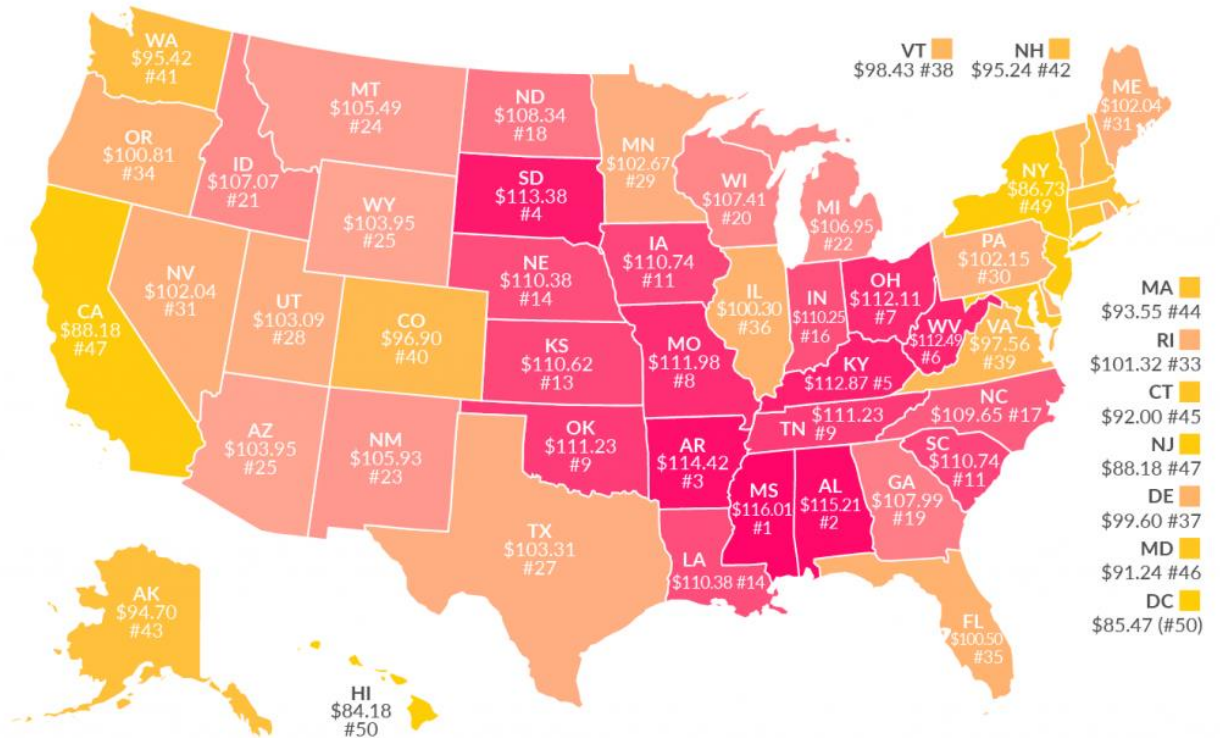 WA
$95.42
#41
OR
$100.81
#34
CA
$88.18
#47
NV
$102.04
#31
ID
$107.07
#21
MT
$105.49
#24
WY
$103.95
#25
UT
$103.09
#28
CO
$96.90
#40
AZ
$103.95
#25
NM
$105.93
#23
ND
$108.34
#18
SD
$113.38
#4
NE
$110.38
#14
KS
$110.62
#13
OK
$111.23
#9
TX
$103.31
#27
MN
$102.67
#29
IA
$110.74
#11
MO
$111.98
#8
AR
$114.42
#3
LA
$110.38 #14
WI
$107.41
#20
IL
$100.30
#36
MI
$106.95
#22
IN
$110.25
#16
OH
$112.11
#7
KY
$112.87 #5
WV
$112.49
#6
VA
$97.56
#39
TN
$111.23
#9
NC
$109.65 #17
SC
$110.74
#11
MS
$116.01
#1
AL
$115.21
#2
GA
$107.99
#19
FL
$100.50
#35
PA
$102.15
#30
NY
$86.73
#49
ME
$102.04
#31
VT
$98.43 #38
NH
$95.24 #42
MA
$93.55 #44
RI
$101.32 #33
CT
$92.00 #45
NJ
$88.18 #47
DE
$99.60 #37
MD
$91.24 #46
DC
$85.47 (#50)
AK
$94.70
#43
HI
$84.18
#50